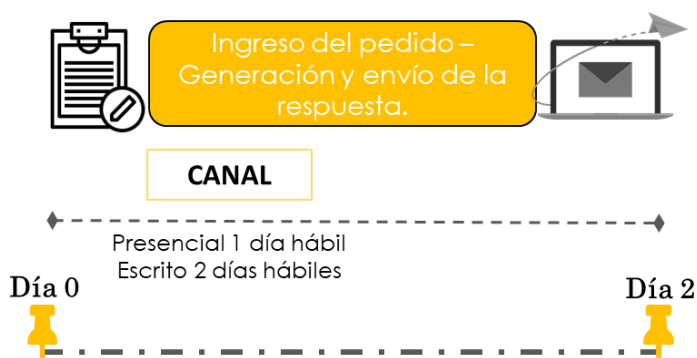 Ingreso del pedido –
Generación y envío de la
respuesta.
CANAL
Presencial 1 día hábil
Escrito 2 días hábiles
Día 0
Día 2